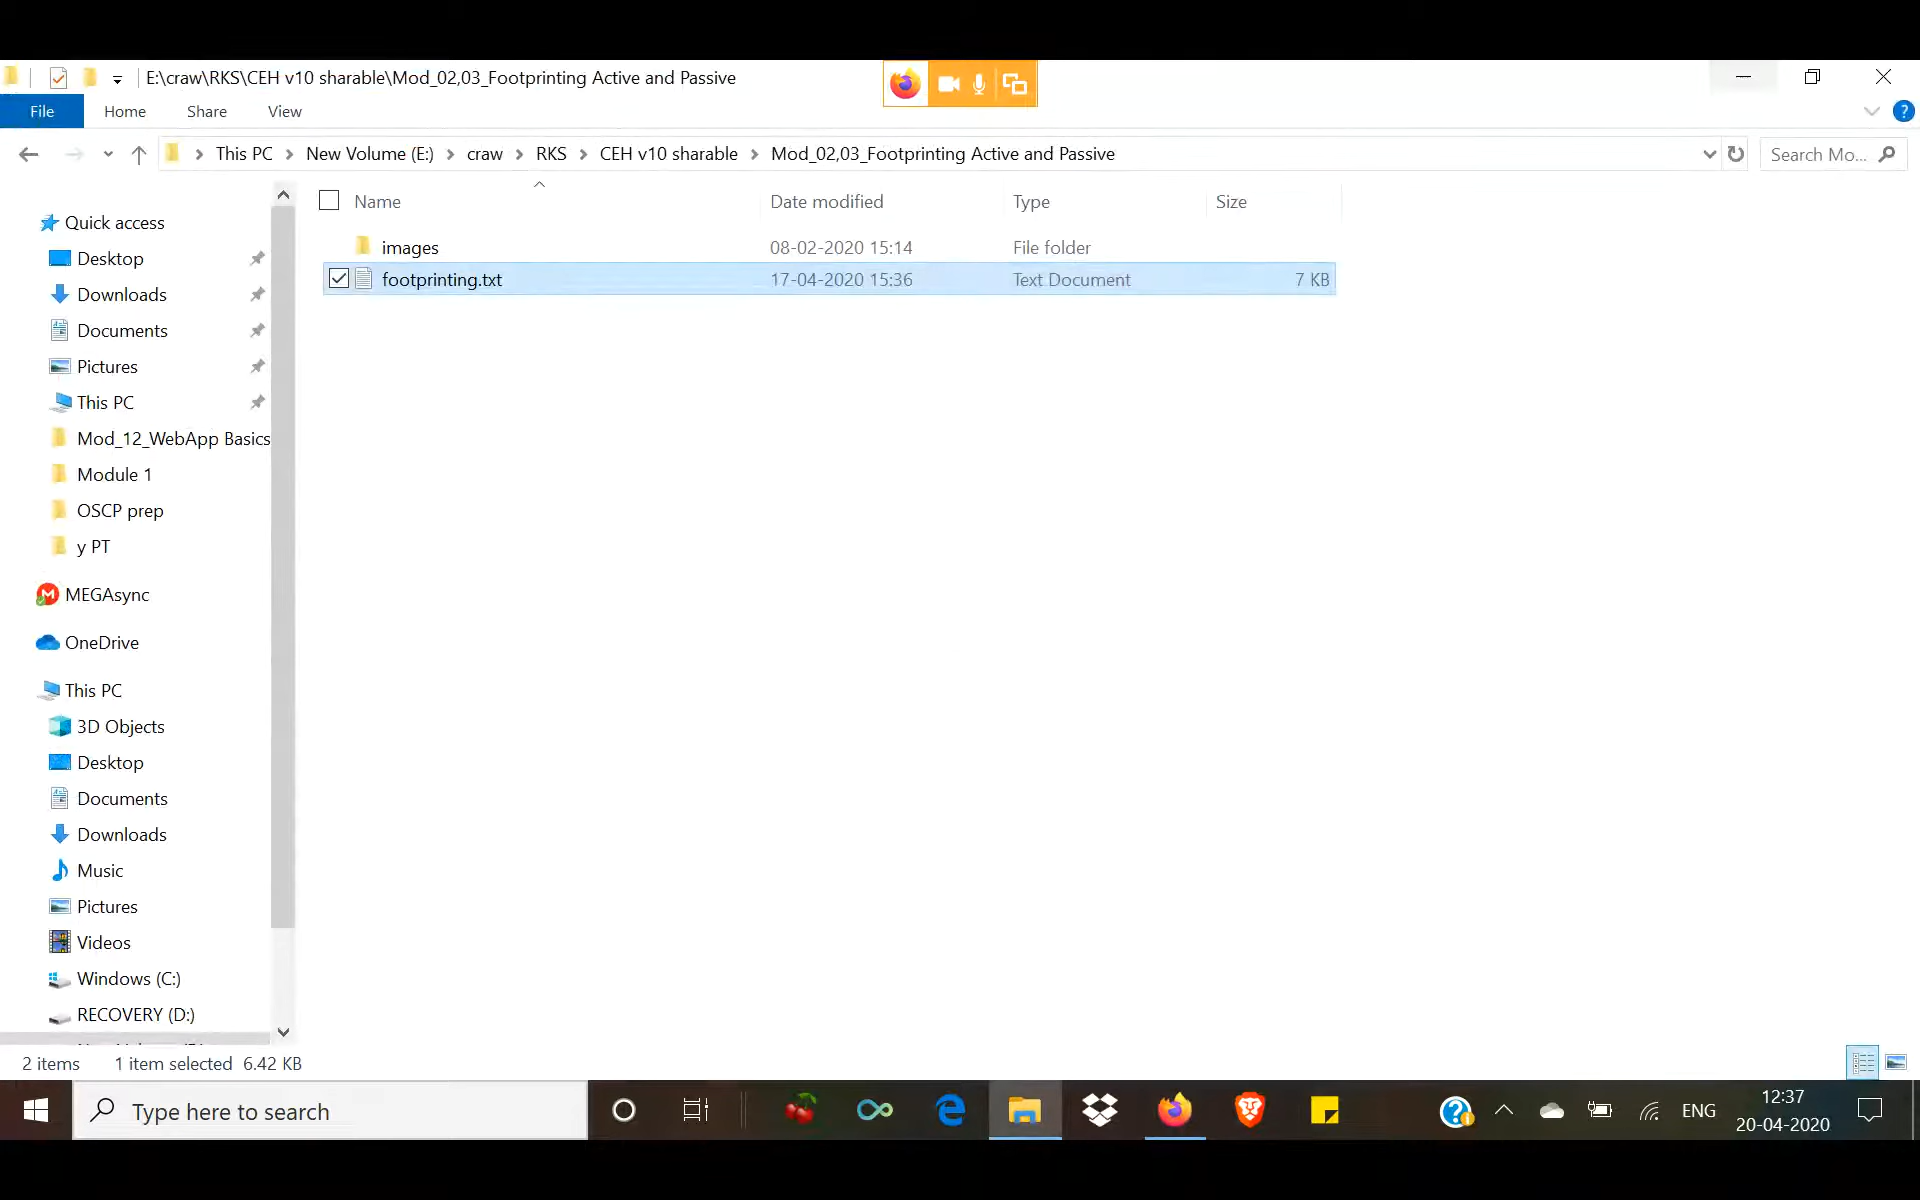 E:\craw\RKS\CEH v10 sharable\Mod_02,03_Footprinting Active and Passive
File Home Share View
This PC New Volume (E:) craw RKS CEH v10 sharable Mod_02,03_Footprinting Active and Passive
Search Mo...
Name Date modified Type Size
images 08-02-2020 15:14 File folder
footprinting.txt 17-04-2020 15:36 Text Document 7 KB
Quick access
Desktop
Downloads
Documents
Pictures
This PC
Mod_12_WebApp Basics
Module 1
OSCP prep
y PT
MEGAsync
OneDrive
This PC
3D Objects
Desktop
Documents
Downloads
Music
Pictures
Videos
Windows (C:)
RECOVERY (D:)
2 items 1 item selected 6.42 KB
Type here to search
ENG
12:37
20-04-2020